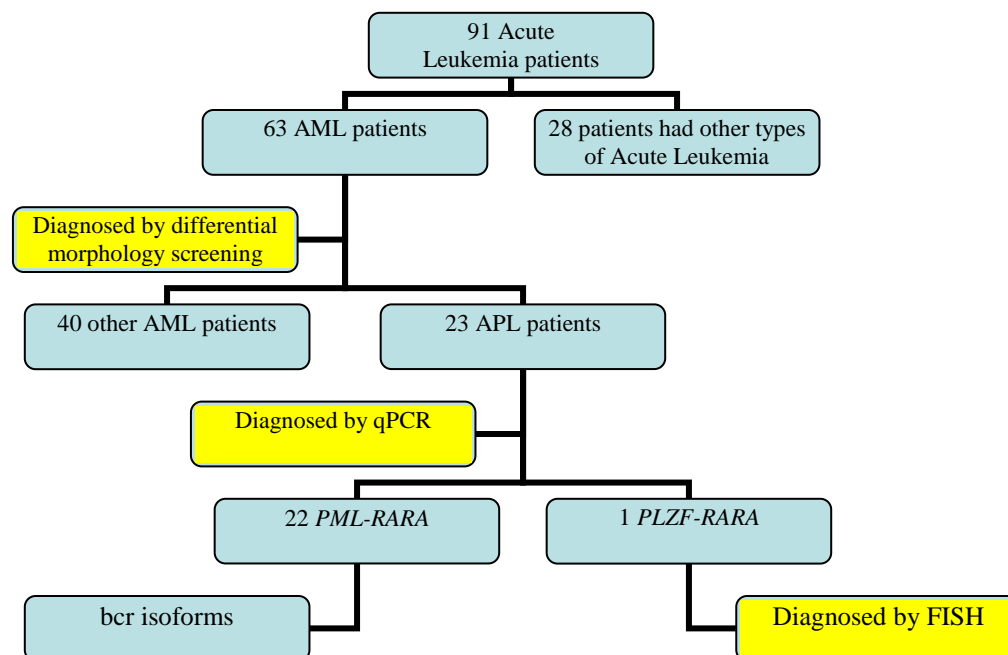 91 Acute
Leukemia patients
63 AML patients
28 patients had other types
of Acute Leukemia
Diagnosed by differential
morphology screening
40 other AML patients
23 APL patients
Diagnosed by qPCR
22 PML-RARA
1 PLZF-RARA
bcr isoforms
Diagnosed by FISH